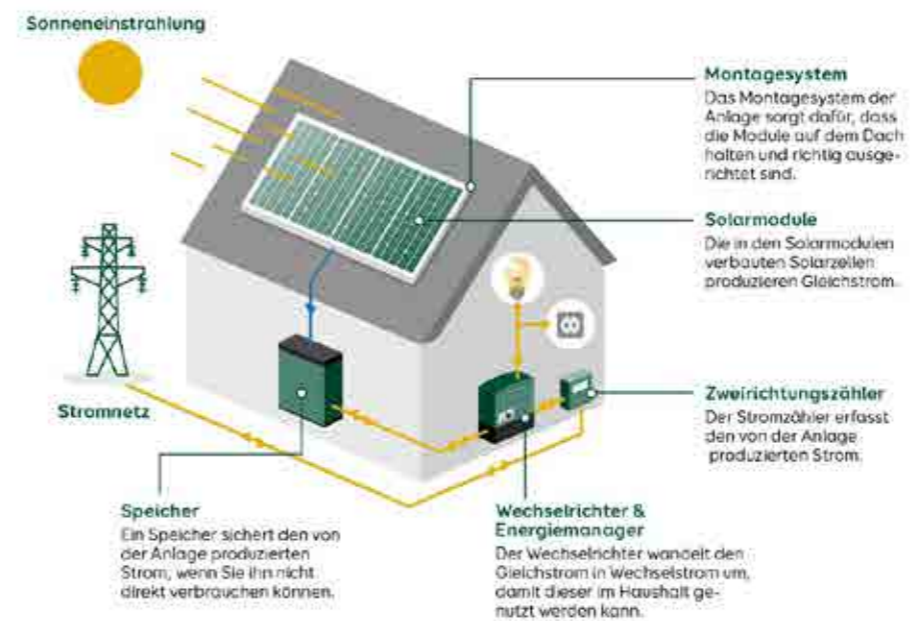 Sonneneinstrahlung
Montagesystem
Das Montagesystem der
Anlage sorgt dafür, dass
die Module auf dem Dach
halten und richtig ausge-
richtet sind.
Solarmodule
Die in den Solarmodulen
verbauten Solarzellen
produzieren Gleichstrom.
Stromnetz
Zweirichtungszähler
Der Stromzähler erfasst
den von der Anlage
produzierten Strom.
Speicher
Ein Speicher sichert den von
der Anlage produzierten
Strom, wenn Sie ihn nicht
direkt verbrauchen können.
Wechselrichter &
Energiemanager
Der Wechselrichter wandelt den
Gleichstrom in Wechselstrom um,
damit dieser im Haushalt ge-
nutzt werden kann.